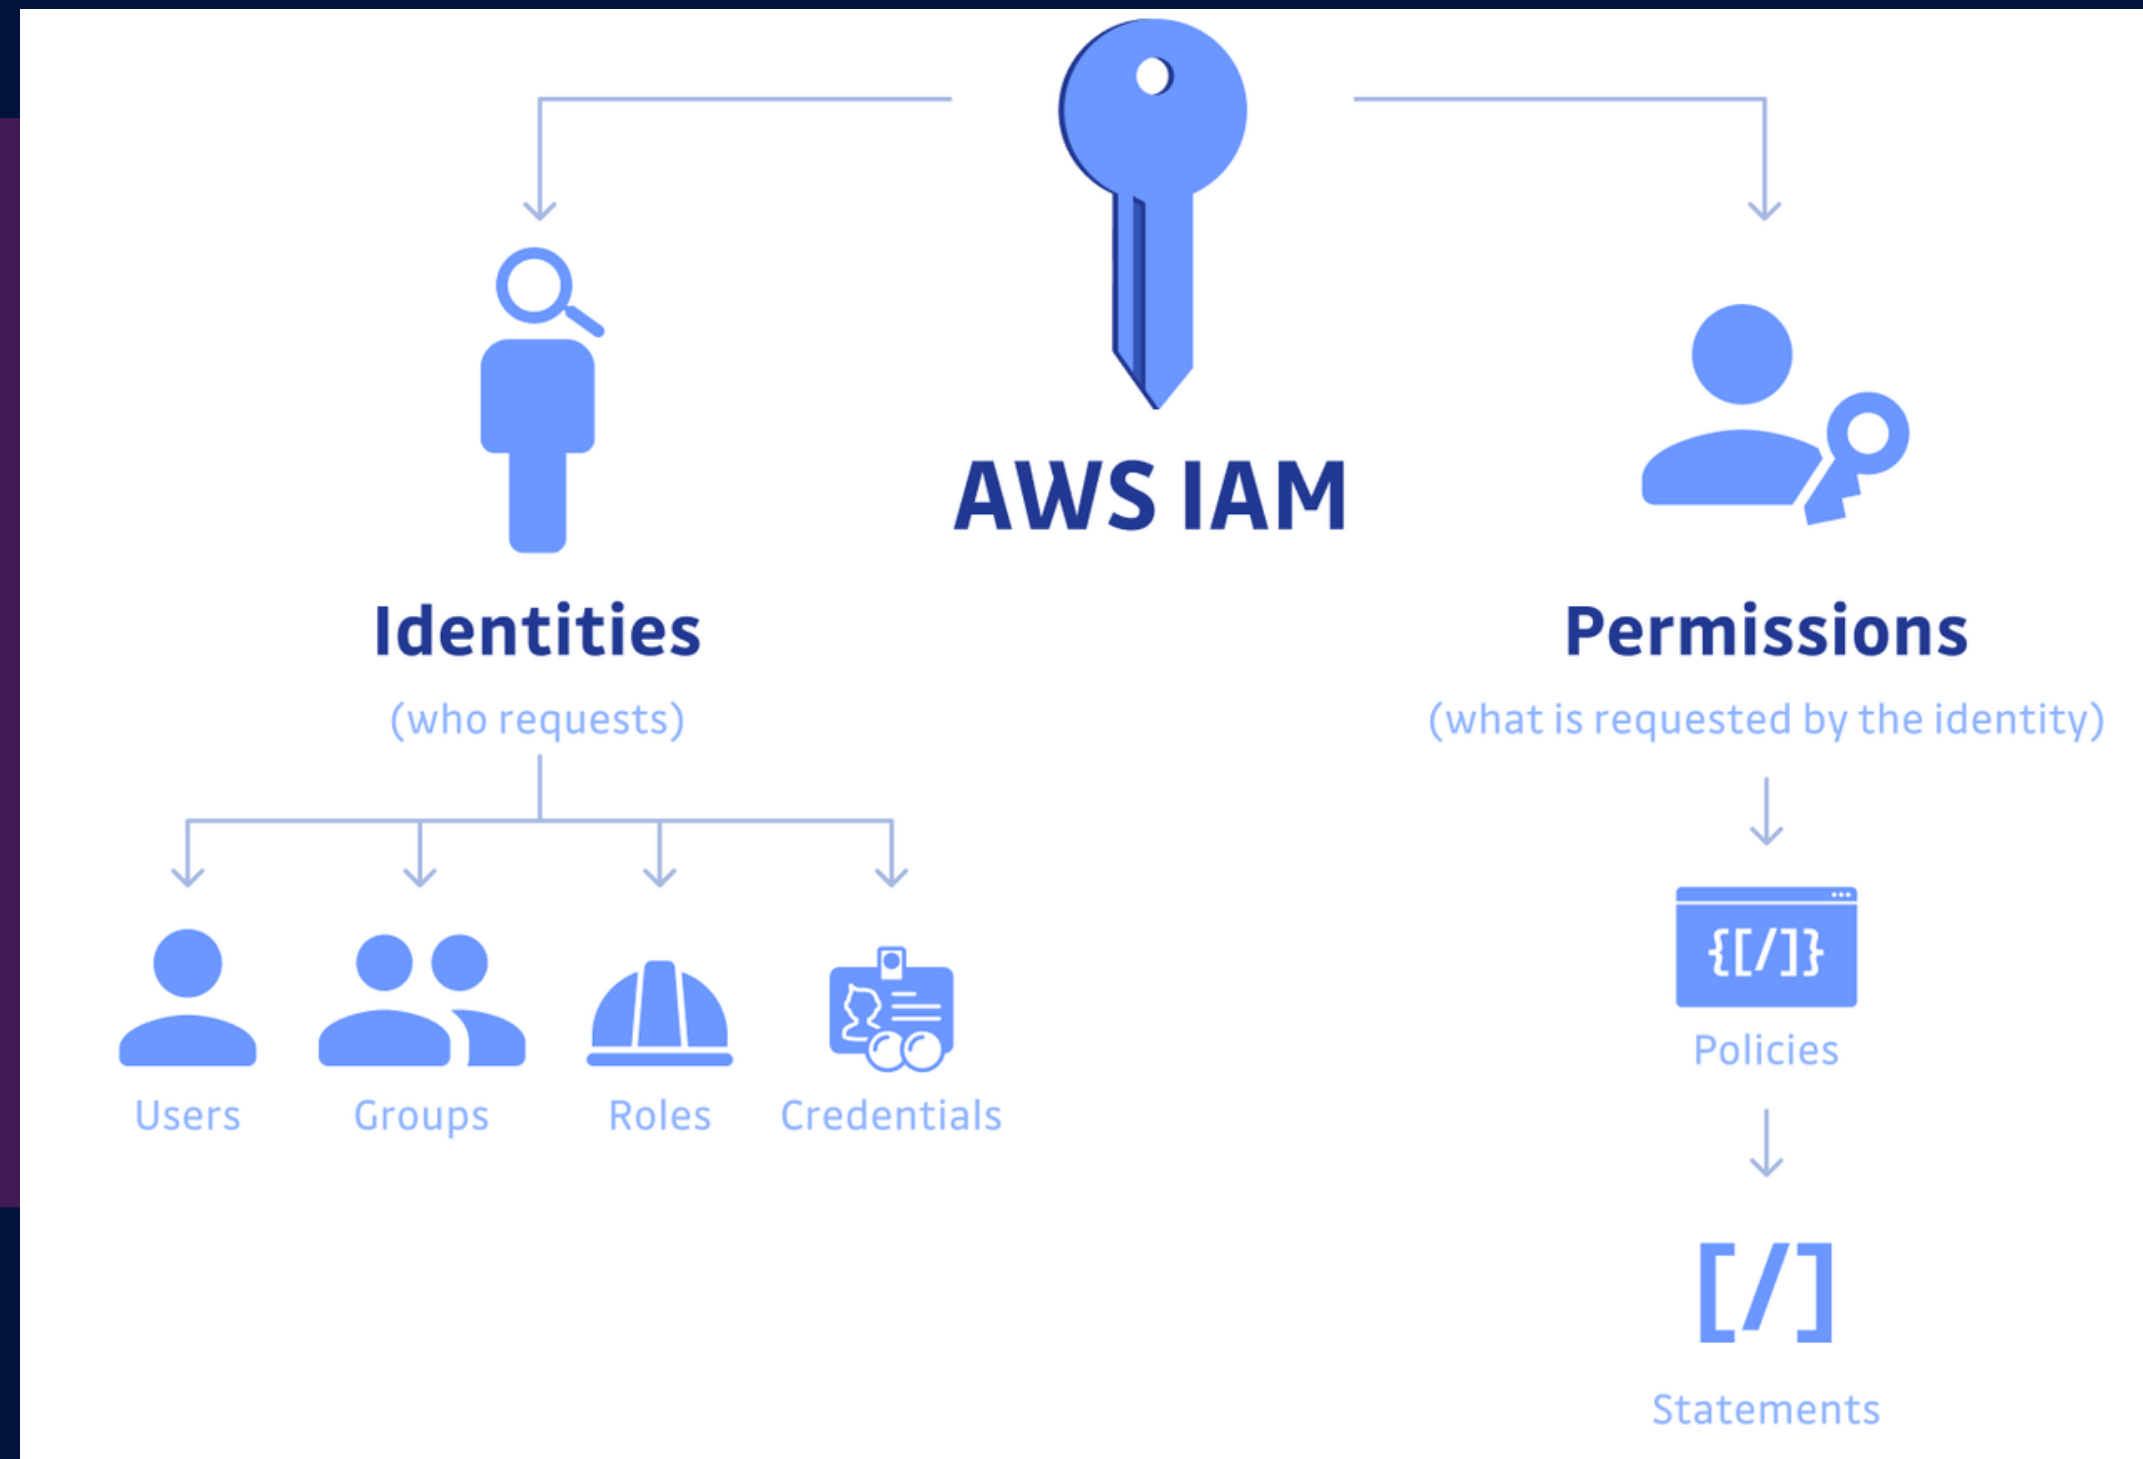 AWS IAM
Identities
(who requests)
Users
Groups
Roles
Credentials
Permissions
(what is requested by the identity)
{[/]}
Policies
[/]
Statements